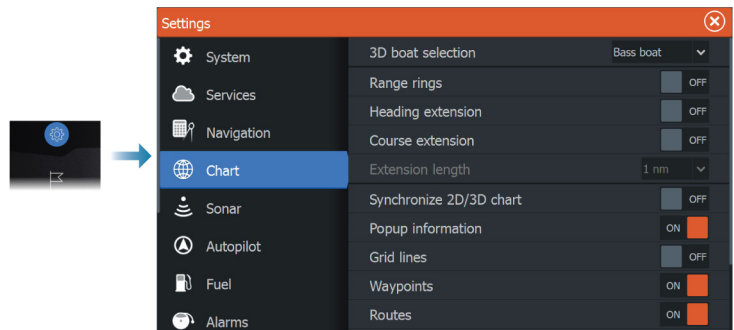 Settings
System
Services
Navigation
Chart
Sonar
Autopilot
Fuel
Alarms
3D boat selection Bass boat
Range rings OFF
Heading extension OFF
Course extension OFF
Extension length 1 nm
Synchronize 2D/3D chart OFF
Popup information ON
Grid lines OFF
Waypoints ON
Routes ON